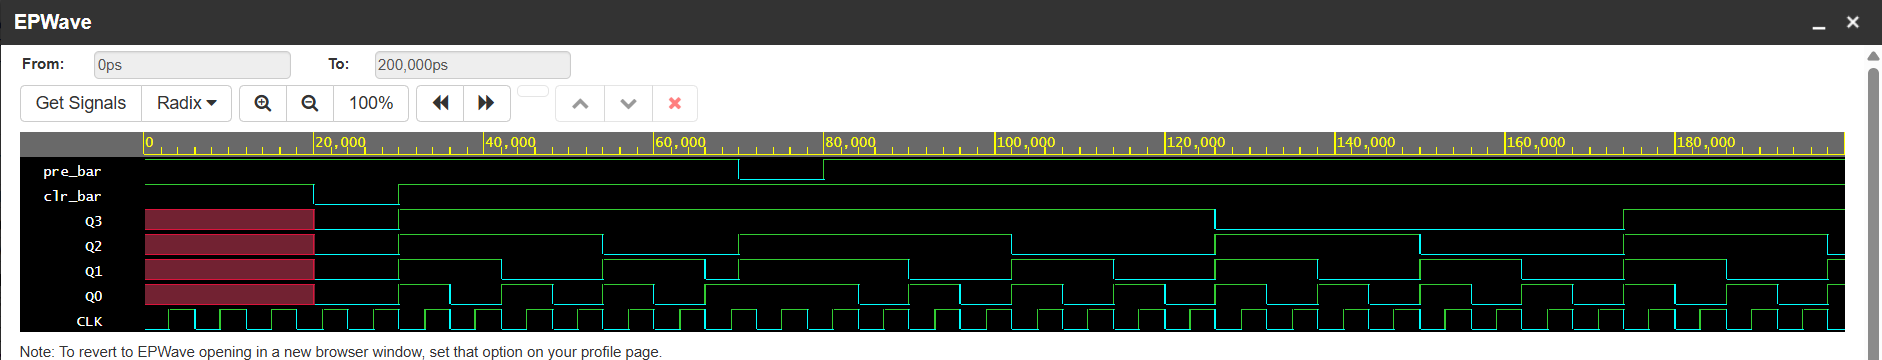 EPWave
From: 0ps To: 200,000ps
Get Signals Radix 100%
0 20,000 40,000 60,000 80,000 100,000 120,000 140,000 160,000 180,000
pre_bar
clr_bar
Q3
Q2
Q1
Q0
CLK
Note: To revert to EPWave opening in a new browser window, set that option on your profile page.